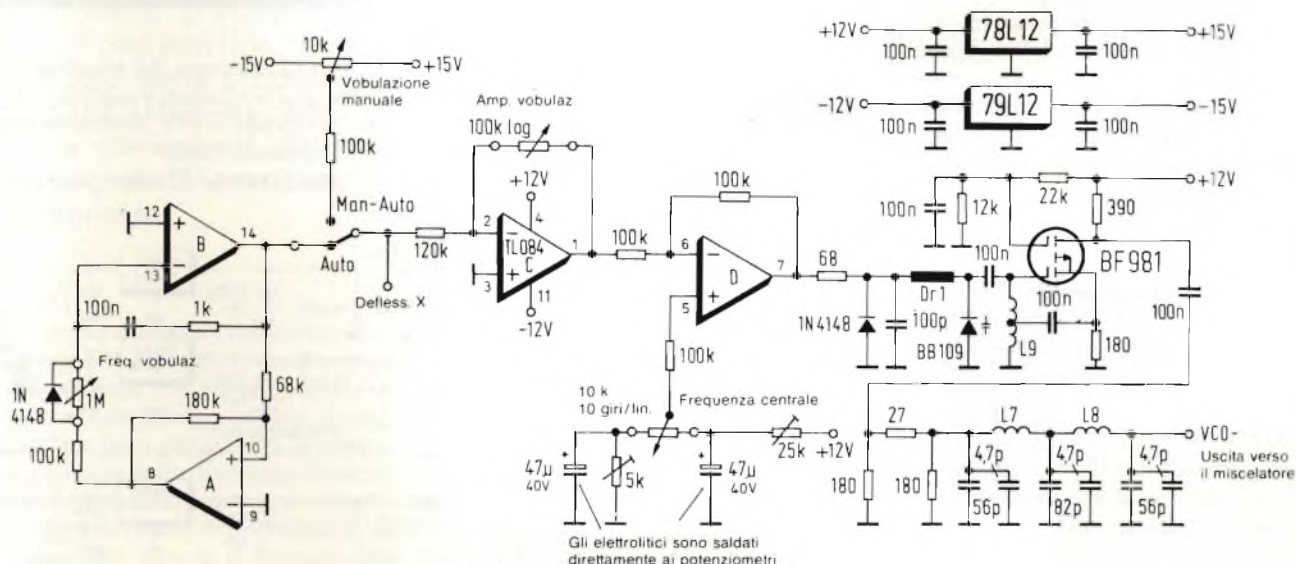 10k
-15V
+15V
Vobulazione
manuale
100k
Man-Auto
Auto
Defless. X
12
13
14
B
100n
1k
Freq. vobulaz.
1N
4148
1M
68k
180k
100k
8
A
10
9
Amp. vobulaz
100k log
+12V
120k
2
4
TL084
C
1
3
11
-12V
100k
100k
6
D
7
5
100k
10 k
10 giri/lin.
Frequenza centrale
25k
+12V
+
47µ
40V
5k
+
47µ
40V
Gli elettrolitici sono saldati
direttamente ai potenziometri
+12V
78L12
+15V
100n
100n
-12V
79L12
-15V
100n
100n
22k
+12V
100n
12k
390
BF981
100n
68
Dr1
1N4148
100p
BB109
L9
100n
180
100n
27
L7
L8
VCO-
Uscita verso
il miscelatore
180
180
4,7p
56p
4,7p
82p
4,7p
56p